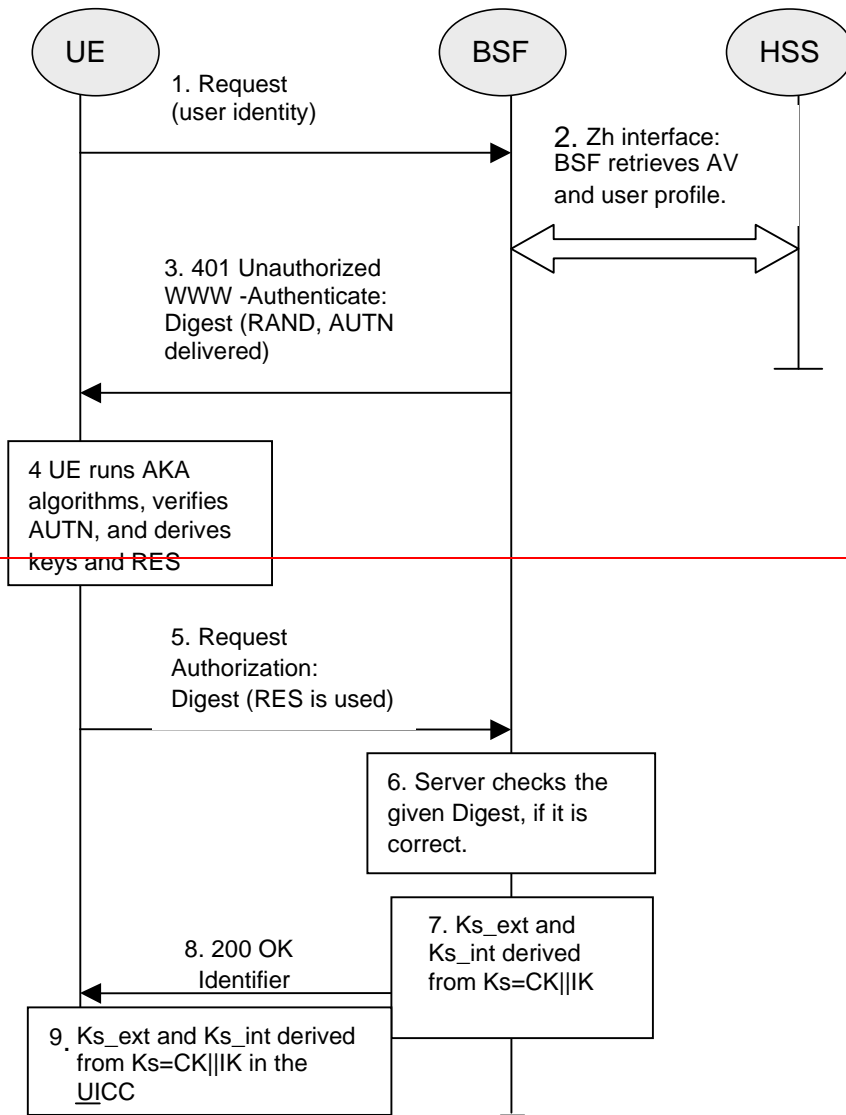 UE
BSF
HSS
1. Request
(user identity)
2. Zh interface:
BSF retrieves AV
and user profile.
3. 401 Unauthorized
WWW -Authenticate:
Digest (RAND, AUTN
delivered)
4 UE runs AKA
algorithms, verifies
AUTN, and derives
keys and RES
5. Request
Authorization:
Digest (RES is used)
6. Server checks the
given Digest, if it is
correct.
7. Ks_ext and
Ks_int derived
from Ks=CK||IK
8. 200 OK
Identifier
9. Ks_ext and Ks_int derived
from Ks=CK||IK in the
UICC